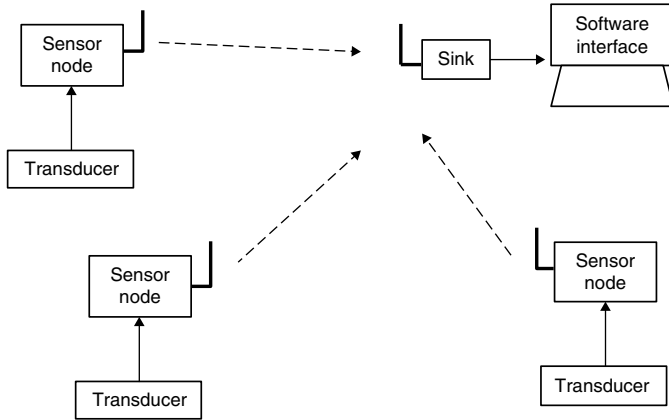 Sensor
node
Sink
Software
interface
Transducer
Sensor
node
Sensor
node
Transducer
Transducer